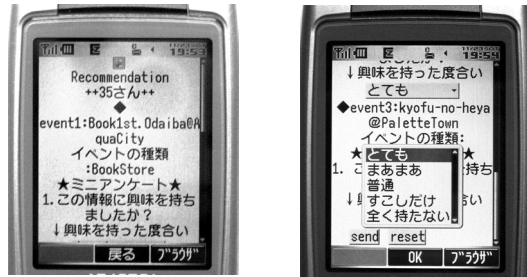 19:53
Recommendation
++35さん++
◆
event1:Book1st.Odaiba@A
quaCity
イベントの種類
:BookStore
★ミニアンケート★
1.この情報に興味を持ち
ましたか？
↓興味を持った度合い
戻る ﾌﾞﾗｳｻﾞ
19:54
↓興味を持った度合い
とても
◆event3:kyofu-no-heya
@PaletteTown
イベントの種類:
とても
まあまあ
普通
すこしだけ
全く持たない
send reset
OK ﾌﾞﾗｳｻﾞ